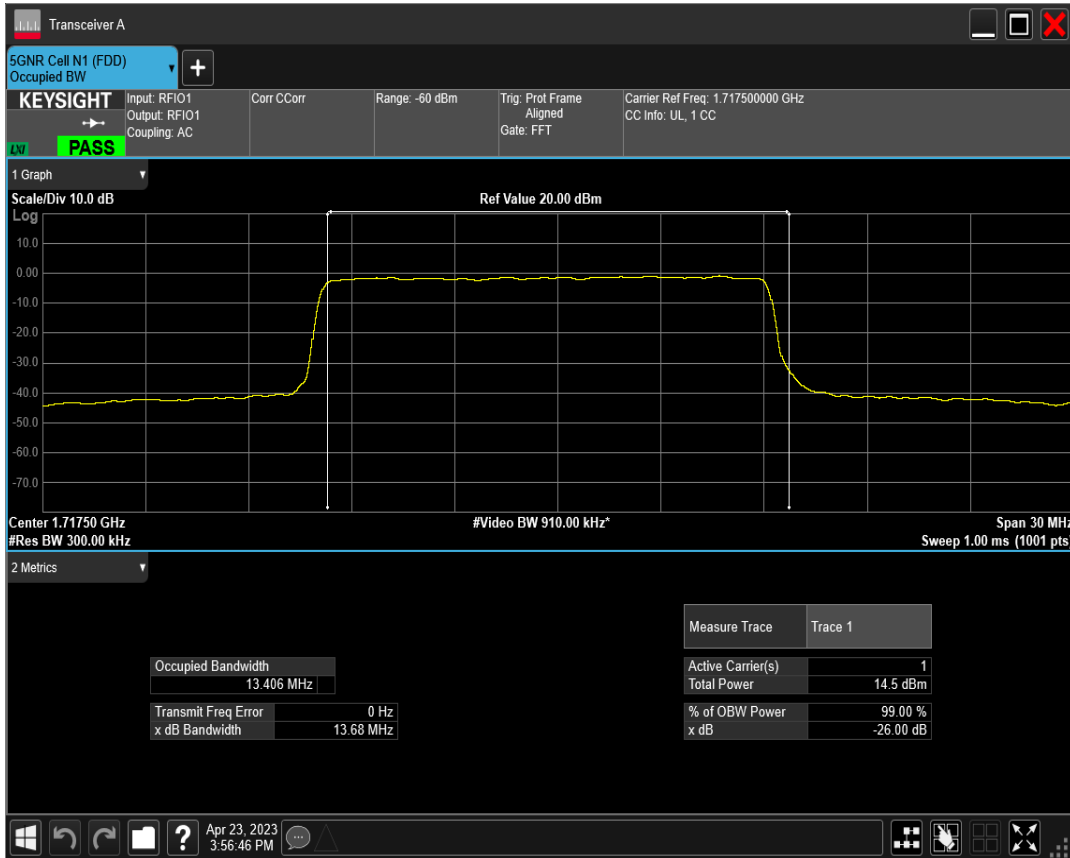 Transceiver A
5GNR Cell N1 (FDD)
Occupied BW
+
KEYSIGHT
LXI
PASS
Input: RFIO1
Output: RFIO1
Coupling: AC
Corr CCorr
Range: -60 dBm
Trig: Prot Frame
Aligned
Gate: FFT
Carrier Ref Freq: 1.717500000 GHz
CC Info: UL, 1 CC
1 Graph
Scale/Div 10.0 dB
Ref Value 20.00 dBm
Log
10.0
0.00
-10.0
-20.0
-30.0
-40.0
-50.0
-60.0
-70.0
Center 1.71750 GHz
#Video BW 910.00 kHz*
Span 30 MHz
#Res BW 300.00 kHz
Sweep 1.00 ms (1001 pts)
2 Metrics
Measure Trace Trace 1
Occupied Bandwidth
13.406 MHz
Active Carrier(s) 1
Total Power 14.5 dBm
Transmit Freq Error 0 Hz
x dB Bandwidth 13.68 MHz
% of OBW Power 99.00 %
x dB -26.00 dB
?
Apr 23, 2023
3:56:46 PM